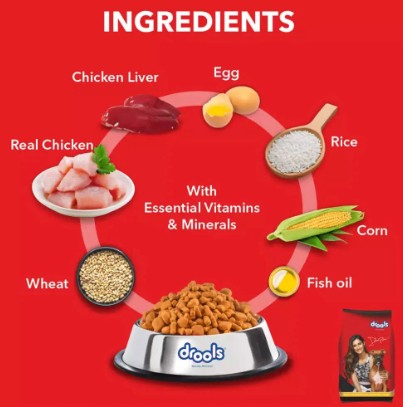 INGREDIENTS
Chicken Liver
Egg
Real Chicken
Rice
With
Essential Vitamins
& Minerals
Corn
Wheat
Fish oil
drools
drools